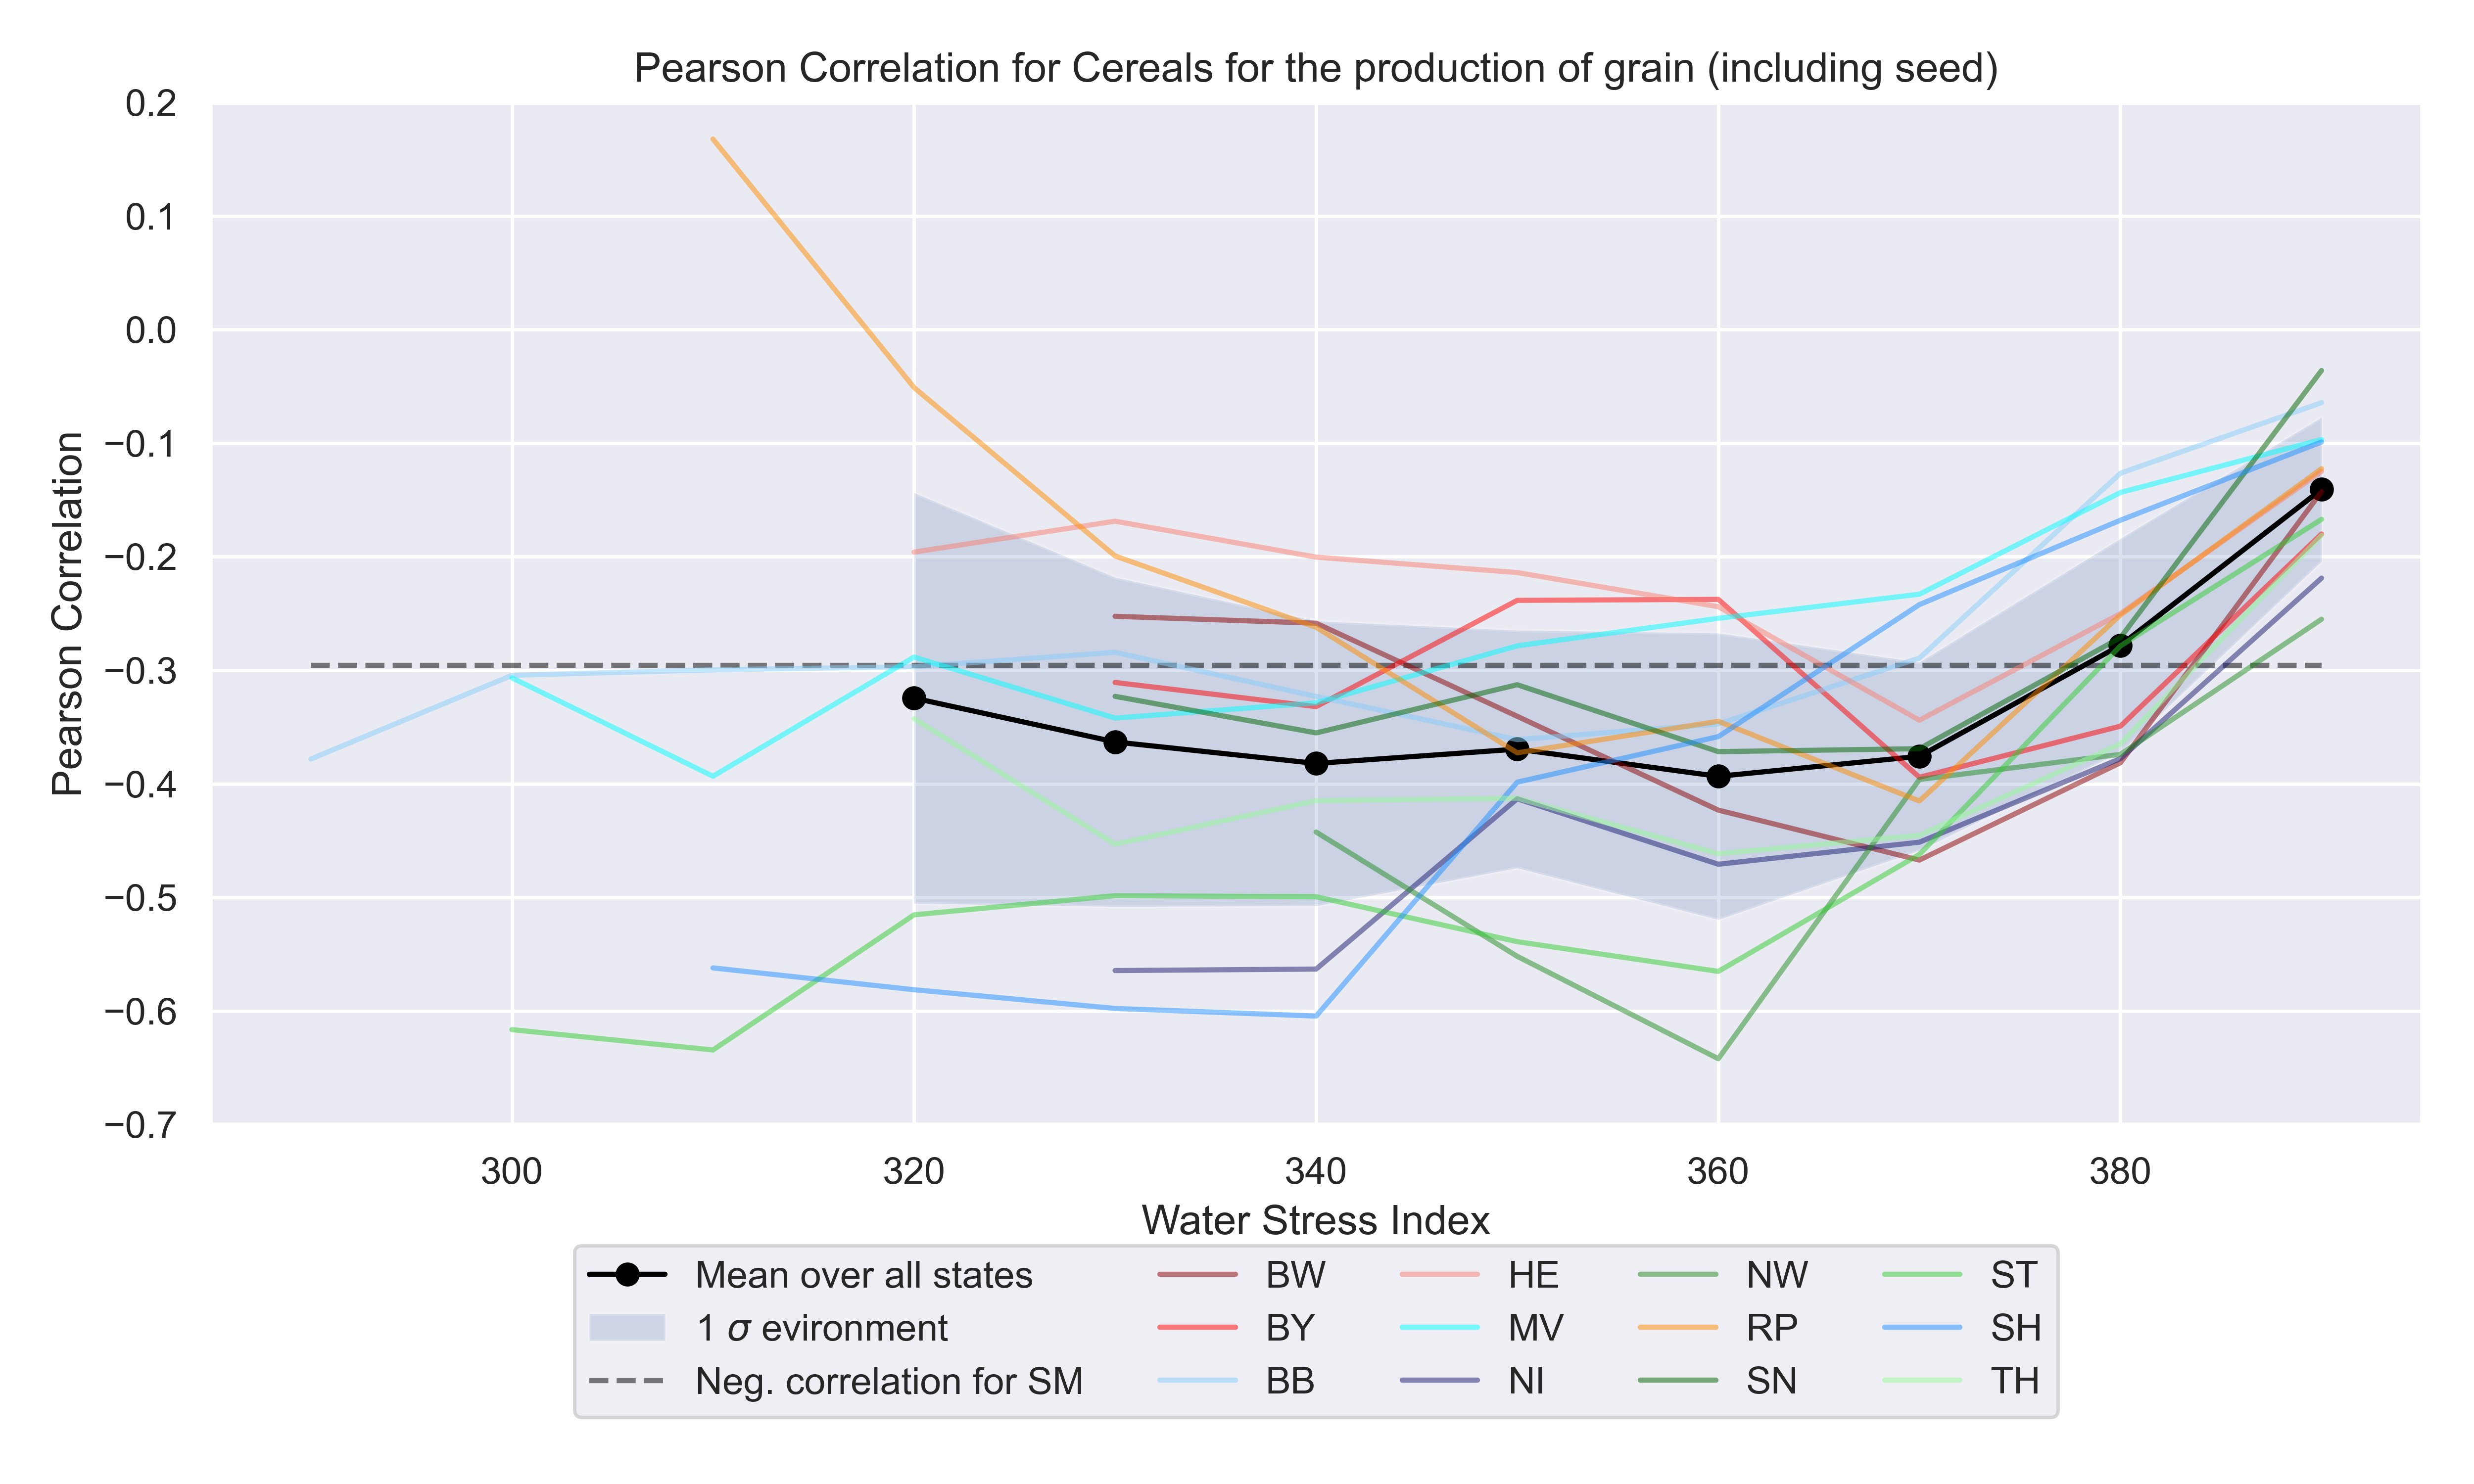 Pearson Correlation for Cereals for the production of grain (including seed)
0.2
0.1
0.0
−0.1
−0.2
−0.3
−0.4
−0.5
−0.6
−0.7
Pearson Correlation
300 320 340 360 380
Water Stress Index
Mean over all states BW HE NW ST
1 σ evironment BY MV RP SH
Neg. correlation for SM BB NI SN TH